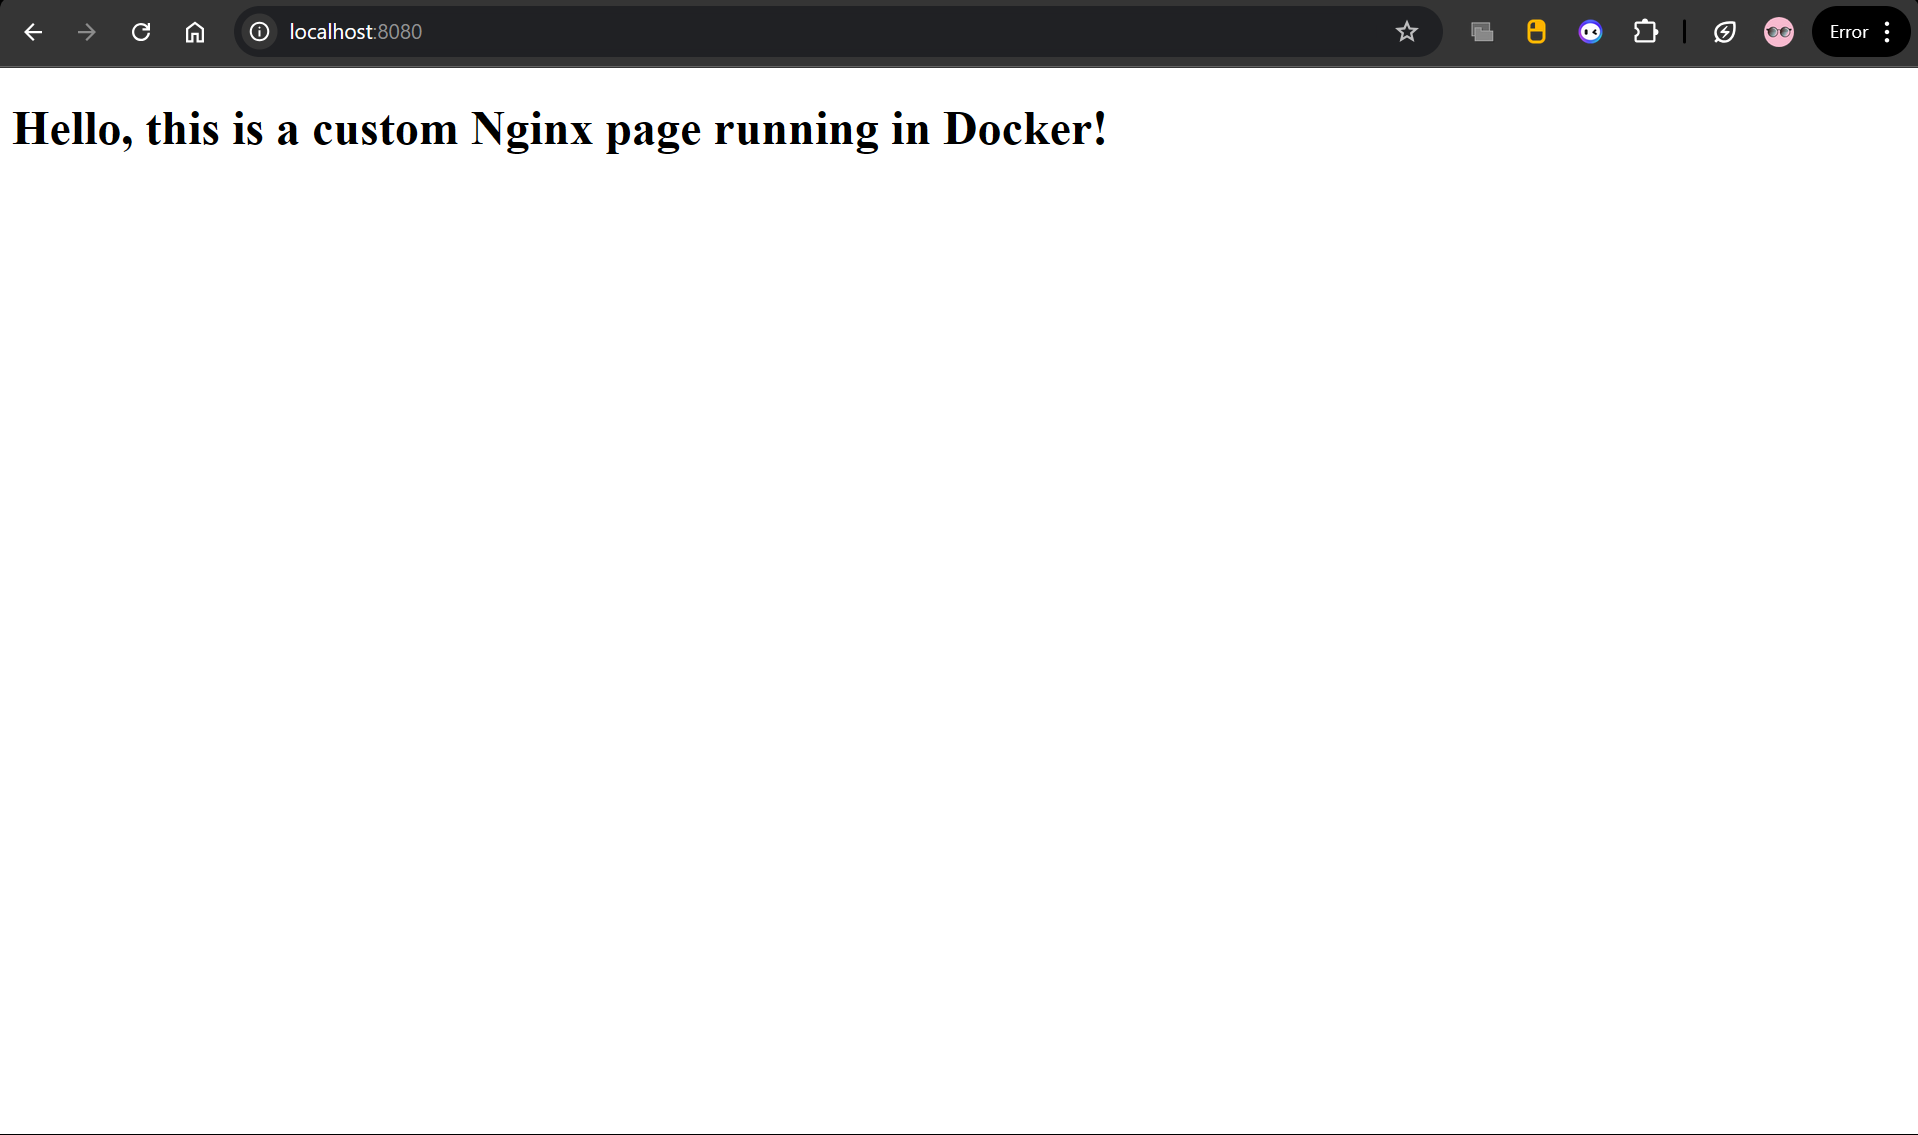 localhost:8080
Error
Hello, this is a custom Nginx page running in Docker!